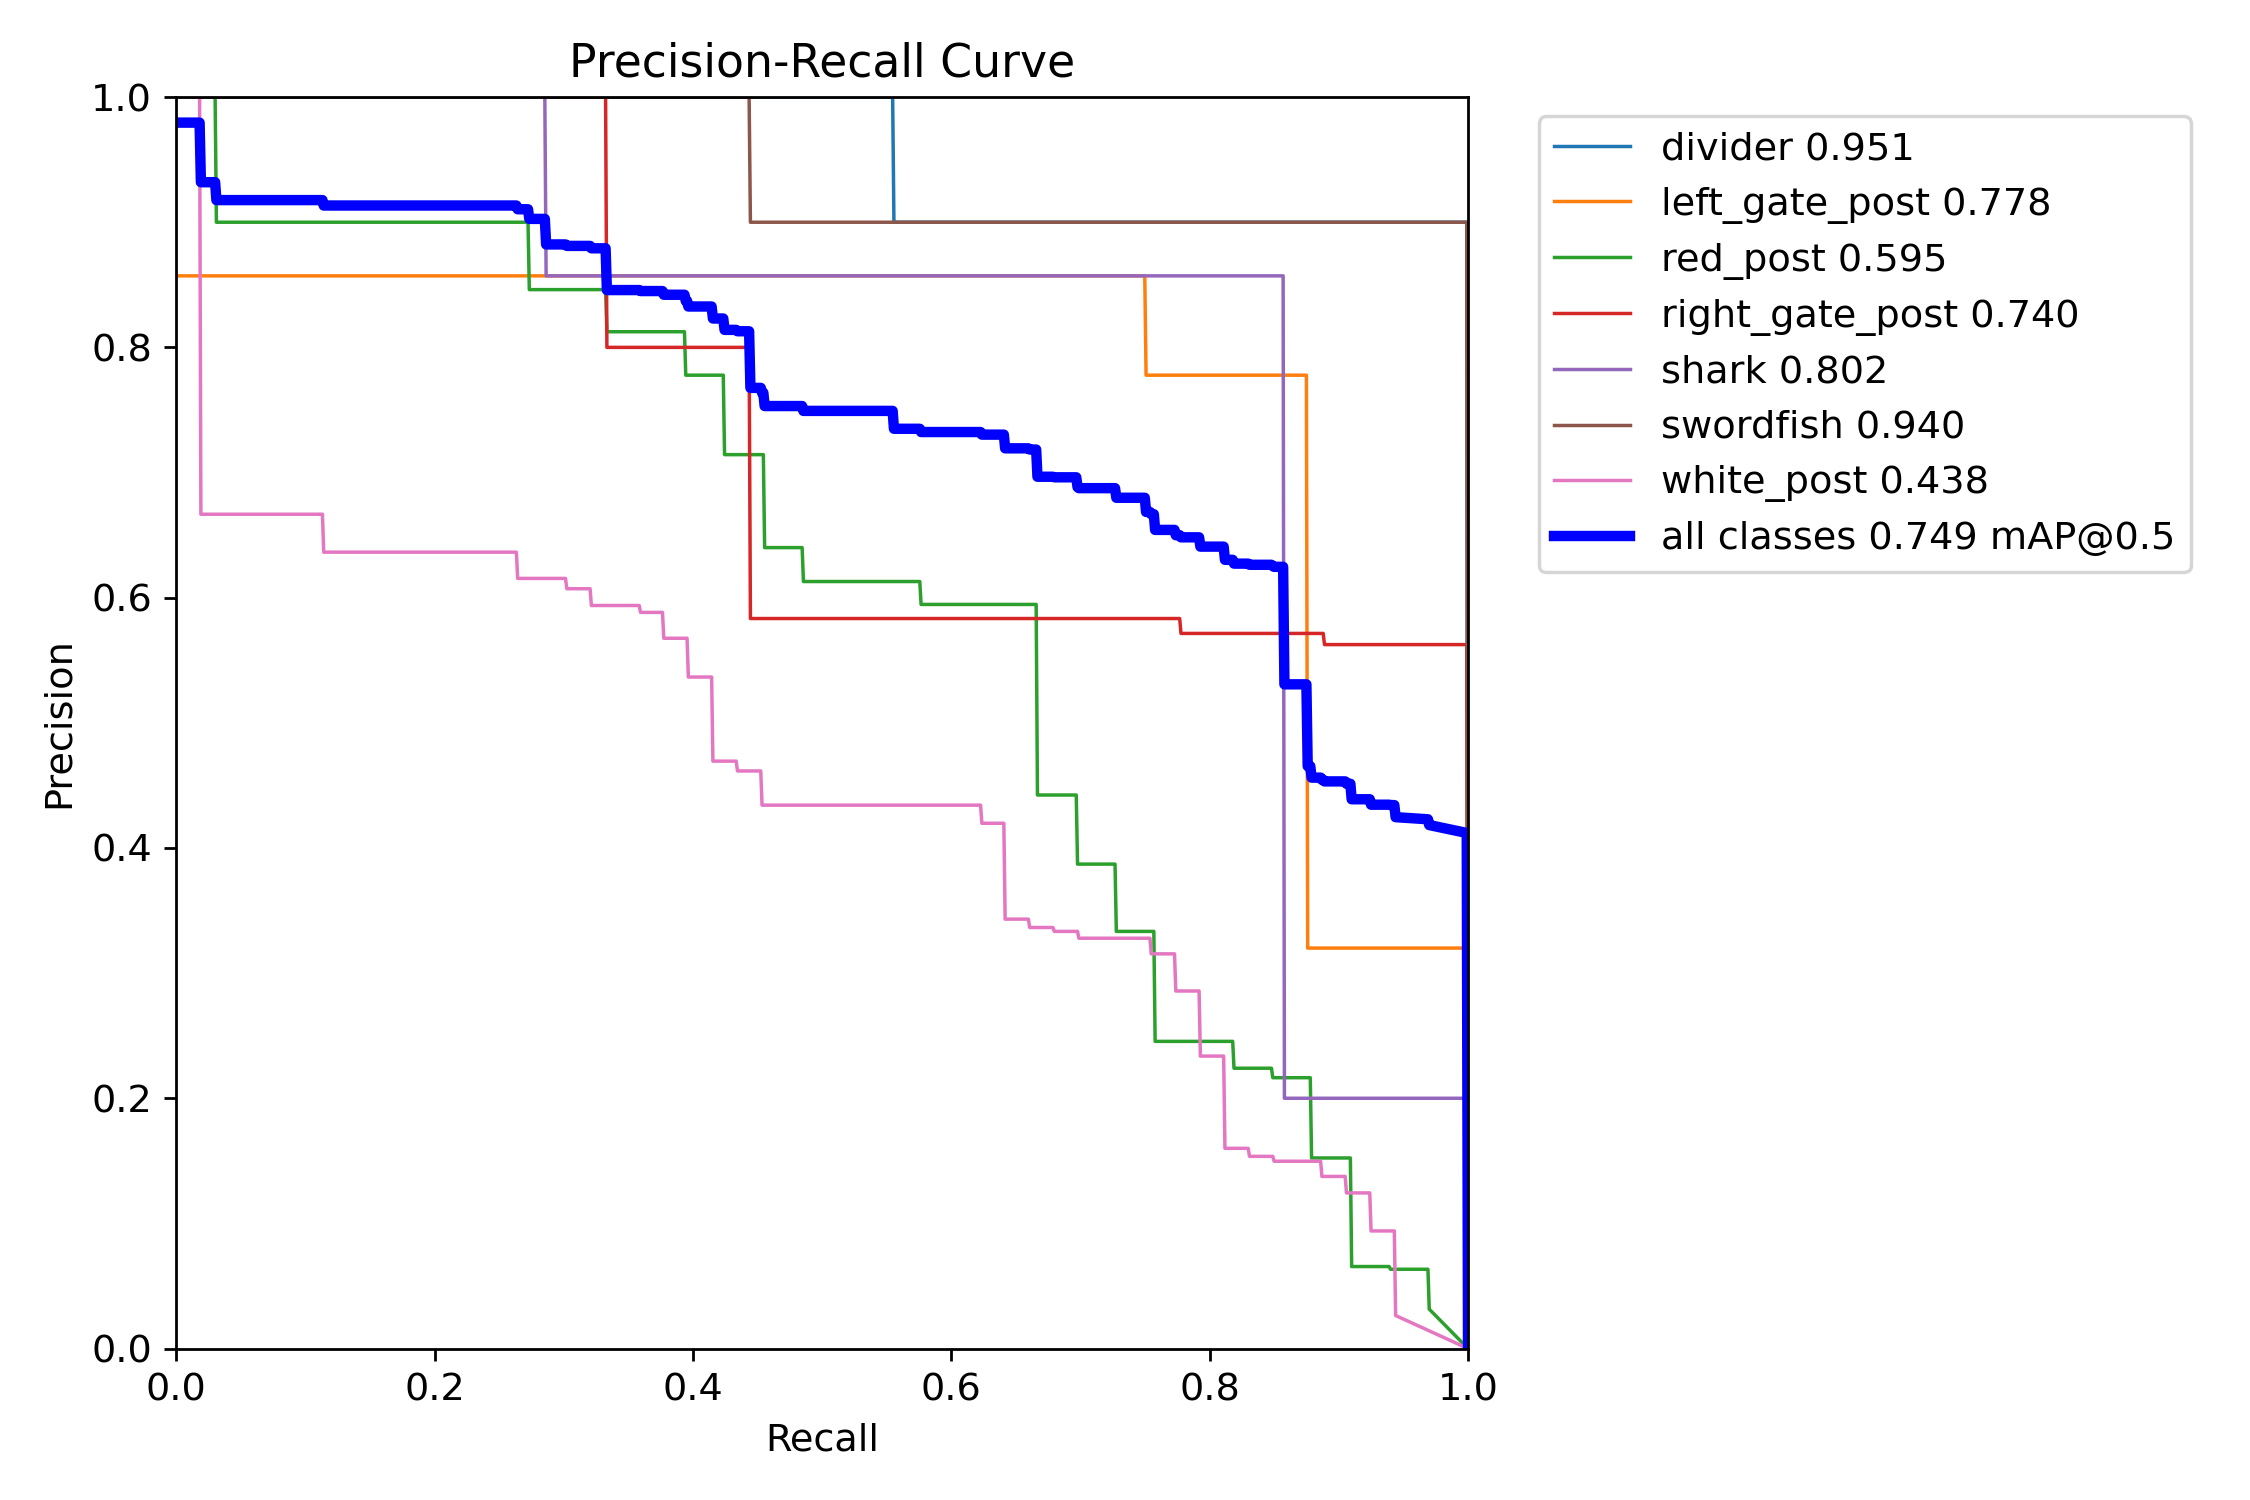 Precision-Recall Curve
1.0
0.8
0.6
0.4
0.2
0.0
Precision
0.0 0.2 0.4 0.6 0.8 1.0
Recall
divider 0.951
left_gate_post 0.778
red_post 0.595
right_gate_post 0.740
shark 0.802
swordfish 0.940
white_post 0.438
all classes 0.749 mAP@0.5